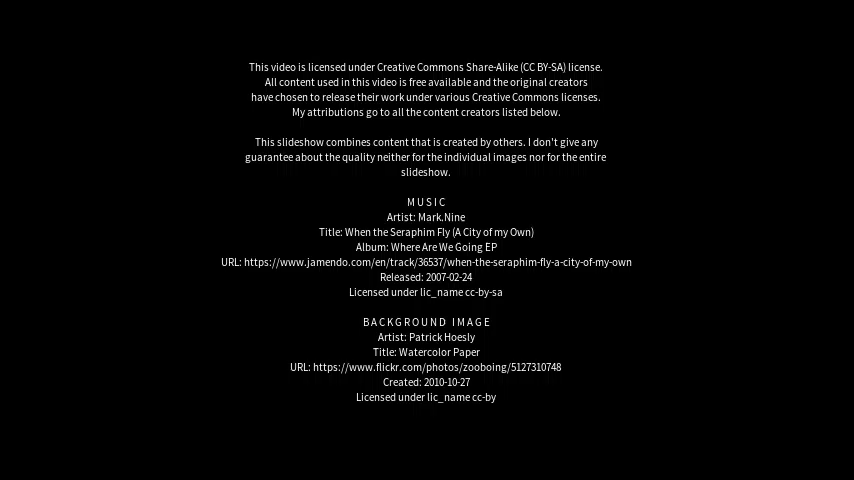 This video is licensed under Creative Commons Share-Alike (CC BY-SA) license.
All content used in this video is free available and the original creators
have chosen to release their work under various Creative Commons licenses.
My attributions go to all the content creators listed below.
This slideshow combines content that is created by others. I don't give any
guarantee about the quality neither for the individual images nor for the entire
slideshow.
MUSIC
Artist: Mark.Nine
Title: When the Seraphim Fly (A City of my Own)
Album: Where Are We Going EP
URL: https://www.jamendo.com/en/track/36537/when-the-seraphim-fly-a-city-of-my-own
Released: 2007-02-24
Licensed under lic_name cc-by-sa
BACKGROUND IMAGE
Artist: Patrick Hoesly
Title: Watercolor Paper
URL: https://www.flickr.com/photos/zooboing/5127310748
Created: 2010-10-27
Licensed under lic_name cc-by